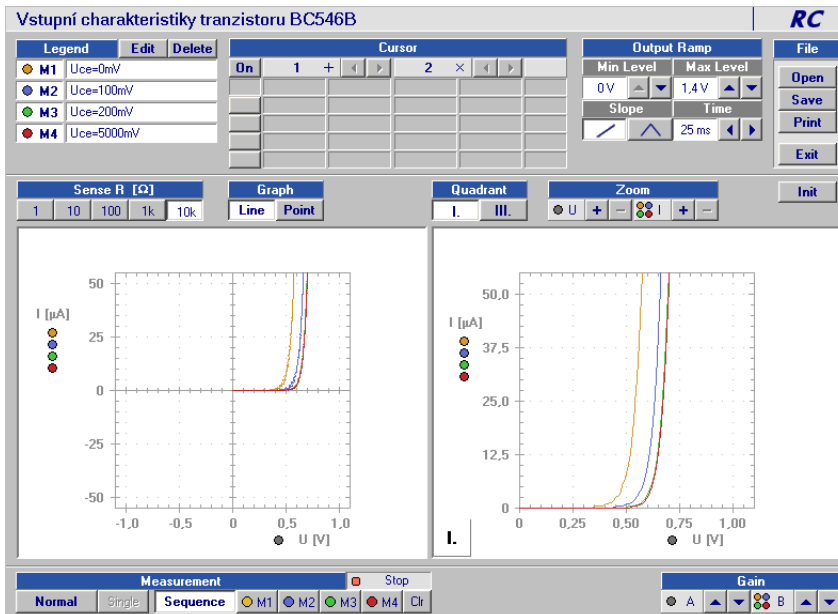 Vstupní charakteristiky tranzistoru BC546B
RC
Legend Edit Delete
M1 Uce=0mV
M2 Uce=100mV
M3 Uce=200mV
M4 Uce=5000mV
Cursor
On 1 + 2 ×
Output Ramp
Min Level Max Level
0 V 1,4 V
Slope Time
25 ms
File
Open
Save
Print
Exit
Init
Sense R [Ω]
1 10 100 1k 10k
Graph
Line Point
Quadrant
I. III.
Zoom
U + − I + −
50
I [µA]
25
0
-25
-50
-1,0 -0,5 0 0,5 1,0
U [V]
50,0
I [µA]
37,5
25,0
12,5
0
0 0,25 0,50 0,75 1,00
U [V]
I.
Measurement
Stop
Normal Single Sequence M1 M2 M3 M4 Clr
Gain
A B